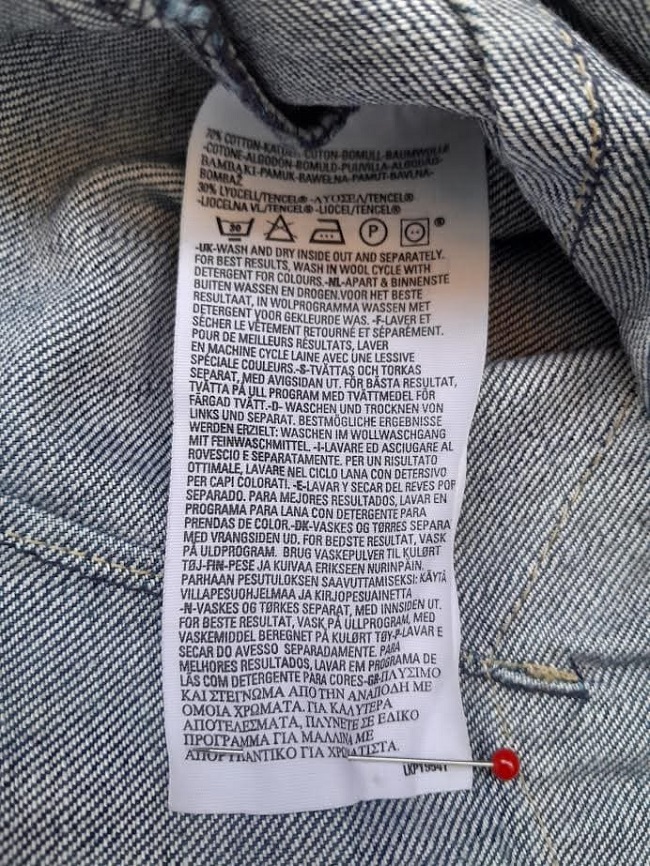 70% COTTON-KATOEN-COTON-BOMULL-BAUMWOLLE
-COTONE-ALGODON-BOMULD-PUUVILLA-ALGODAO-
ΒΑΜΒΑΚΙ-PAMUK-BAWEŁNA-PAMUT-BAVLNA-
30% LYOCELL/TENCEL® -ΛΥΟΣΕΛ/TENCEL®
-LIOCELNA VL./TENCEL® -LIOCEL/TENCEL®
30 P ®
-UK-WASH AND DRY INSIDE OUT AND SEPARATELY.
FOR BEST RESULTS, WASH IN WOOL CYCLE WITH
DETERGENT FOR COLOURS.-NL-APART & BINNENSTE
BUITEN WASSEN EN DROGEN.VOOR HET BESTE
RESULTAAT, IN WOLPROGRAMMA WASSEN MET
DETERGENT VOOR GEKLEURDE WAS. -F-LAVER ET
SÉCHER LE VÊTEMENT RETOURNÉ ET SÉPARÉMENT.
POUR DE MEILLEURS RÉSULTATS, LAVER
EN MACHINE CYCLE LAINE AVEC UNE LESSIVE
SPÉCIALE COULEURS.-S-TVÄTTAS OCH TORKAS
SEPARAT, MED AVIGSIDAN UT. FÖR BÄSTA RESULTAT,
TVÄTTA PÅ ULL PROGRAM MED TVÄTTMEDEL FÖR
FÄRGAD TVÄTT.-D- WASCHEN UND TROCKNEN VON
LINKS UND SEPARAT. BESTMÖGLICHE ERGEBNISSE
WERDEN ERZIELT: WASCHEN IM WOLLWASCHGANG
MIT FEINWASCHMITTEL. -I-LAVARE ED ASCIUGARE AL
ROVESCIO E SEPARATAMENTE. PER UN RISULTATO
OTTIMALE, LAVARE NEL CICLO LANA CON DETERSIVO
PER CAPI COLORATI. -E-LAVAR Y SECAR DEL REVES POR
SEPARADO. PARA MEJORES RESULTADOS, LAVAR EN
PROGRAMA PARA LANA CON DETERGENTE PARA
PRENDAS DE COLOR.-DK-VASKES OG TØRRES SEPARA
MED VRANGSIDEN UD. FOR BEDSTE RESULTAT, VASK
PÅ ULDPROGRAM. BRUG VASKEPULVER TIL KULØRT
TØJ-FIN-PESE JA KUIVAA ERIKSEEN NURINPÄIN.
PARHAAN PESUTULOKSEN SAAVUTTAMISEKSI: KÄYTÄ
VILLAPESUOHJELMAA JA KIRJOPESUAINETTA
-N-VASKES OG TØRKES SEPARAT, MED INNSIDEN UT.
FOR BESTE RESULTAT, VASK PÅ ULLPROGRAM, MED
VASKEMIDDEL BEREGNET PÅ KULØRT TØY-P-LAVAR E
SECAR DO AVESSO SEPARADAMENTE. PARA
MELHORES RESULTADOS, LAVAR EM PROGRAMA DE
LÃS COM DETERGENTE PARA CORES-GR-ΠΛΥΣΙΜΟ
ΚΑΙ ΣΤΕΓΝΩΜΑ ΑΠΟ ΤΗΝ ΑΝΑΠΟΔΗ ΜΕ
ΟΜΟΙΑ ΧΡΩΜΑΤΑ. ΓΙΑ ΚΑΛΥΤΕΡΑ
ΑΠΟΤΕΛΕΣΜΑΤΑ, ΠΛΥΝΕΤΕ ΣΕ ΕΔΙΚΟ
ΠΡΟΓΡΑΜΜΑ ΓΙΑ ΜΑΛΛΙΝΑ ΜΕ
ΑΠΟΡΡΥΠΑΝΤΙΚΟ ΓΙΑ ΧΡΩΜΑΤΙΣΤΑ.